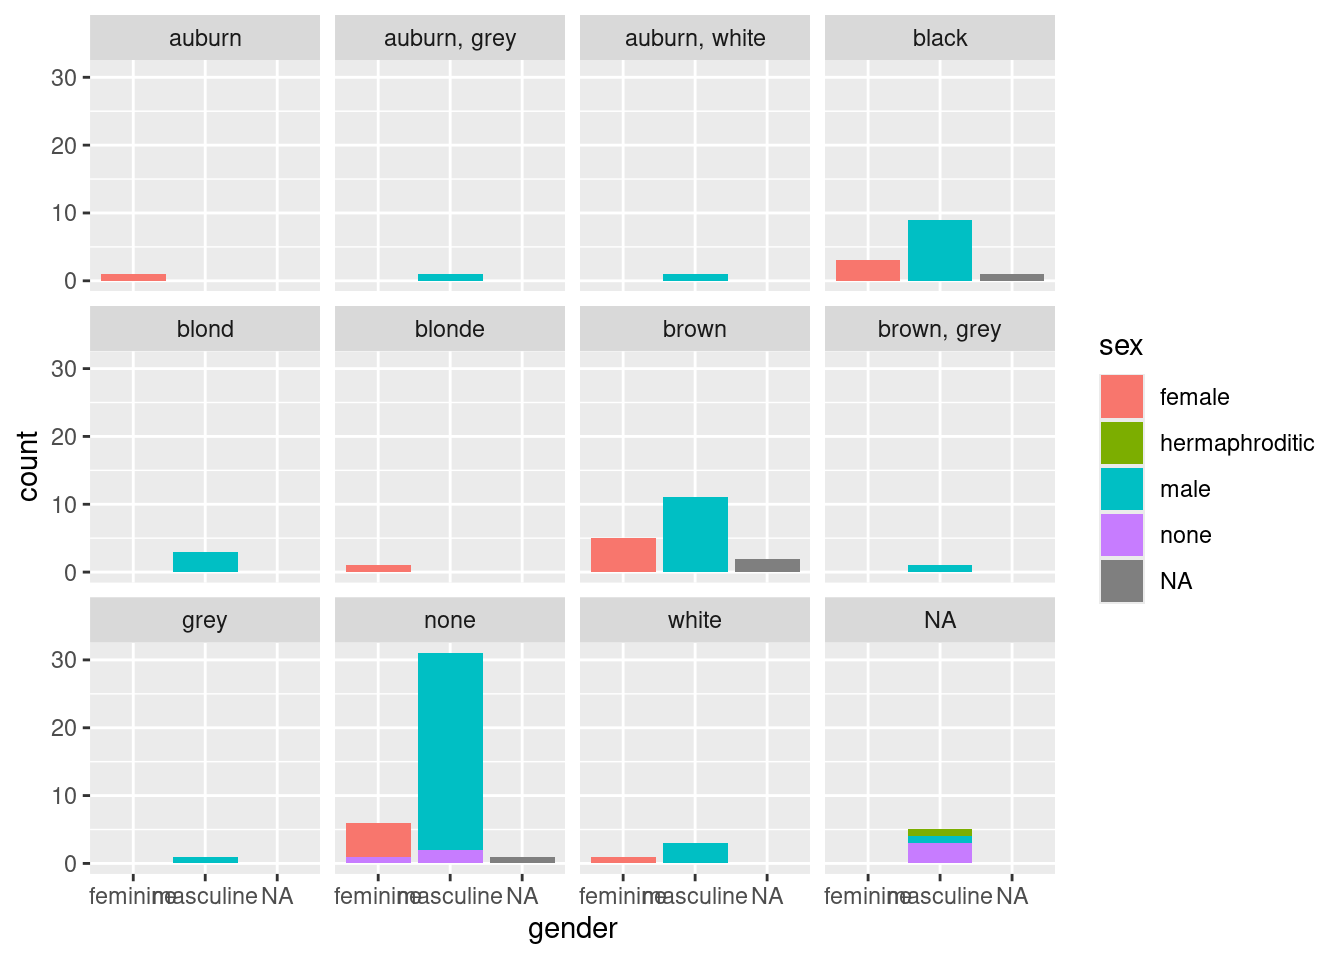 auburn
auburn, grey
auburn, white
black
30
20
10
0
blond
blonde
brown
brown, grey
30
20
10
0
grey
none
white
NA
30
20
10
0
feminine masculine NA
feminine masculine NA
feminine masculine NA
feminine masculine NA
gender
count
sex
female
hermaphroditic
male
none
NA